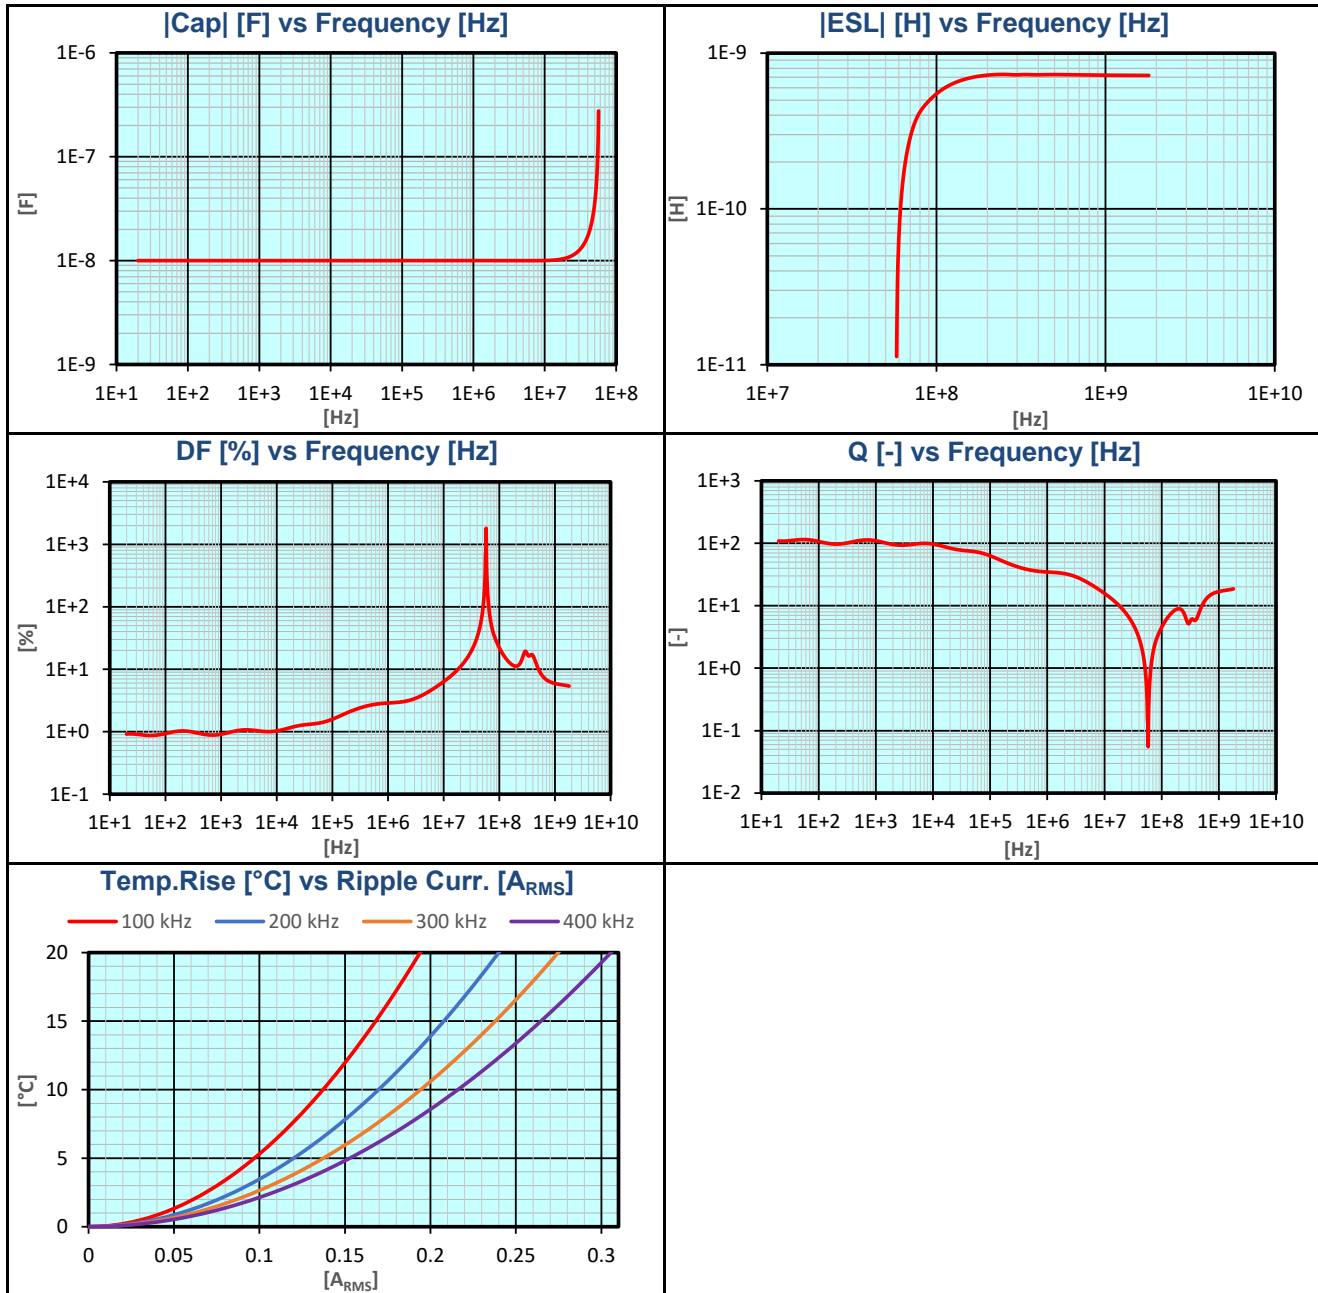 |Cap| [F] vs Frequency [Hz]
1E-6
1E-7
1E-8
1E-9
[F]
1E+1 1E+2 1E+3 1E+4 1E+5 1E+6 1E+7 1E+8
[Hz]
|ESL| [H] vs Frequency [Hz]
1E-9
1E-10
1E-11
[H]
1E+7 1E+8 1E+9 1E+10
[Hz]
DF [%] vs Frequency [Hz]
1E+4
1E+3
1E+2
1E+1
1E+0
1E-1
[%]
1E+1 1E+2 1E+3 1E+4 1E+5 1E+6 1E+7 1E+8 1E+9 1E+10
[Hz]
Q [-] vs Frequency [Hz]
1E+3
1E+2
1E+1
1E+0
1E-1
1E-2
[-]
1E+1 1E+2 1E+3 1E+4 1E+5 1E+6 1E+7 1E+8 1E+9 1E+10
[Hz]
Temp.Rise [°C] vs Ripple Curr. [ARMS]
100 kHz 200 kHz 300 kHz 400 kHz
20
15
10
5
0
[°C]
0 0.05 0.1 0.15 0.2 0.25 0.3
[ARMS]